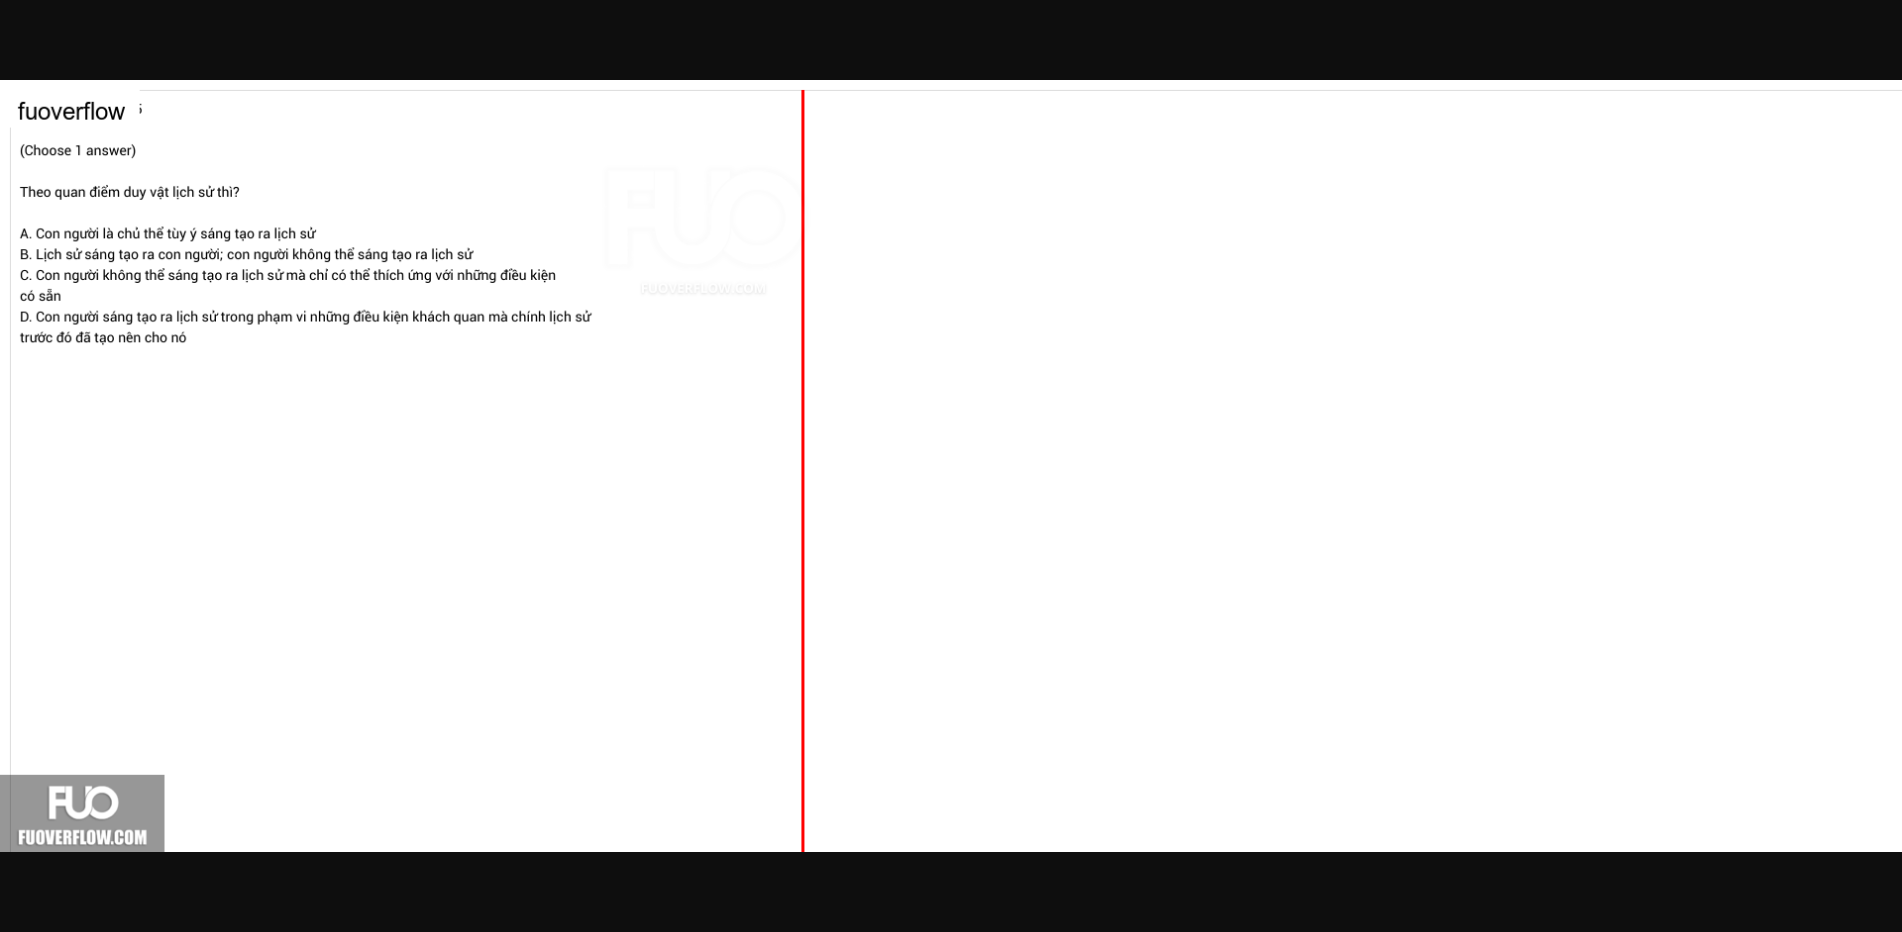 fuoverflow
(Choose 1 answer)
Theo quan điểm duy vật lịch sử thì?
A. Con người là chủ thể tùy ý sáng tạo ra lịch sử
B. Lịch sử sáng tạo ra con người; con người không thể sáng tạo ra lịch sử
C. Con người không thể sáng tạo ra lịch sử mà chỉ có thể thích ứng với những điều kiện
có sẵn
D. Con người sáng tạo ra lịch sử trong phạm vi những điều kiện khách quan mà chính lịch sử
trước đó đã tạo nên cho nó
FUO
FUOVERFLOW.COM
FUO
FUOVERFLOW.COM